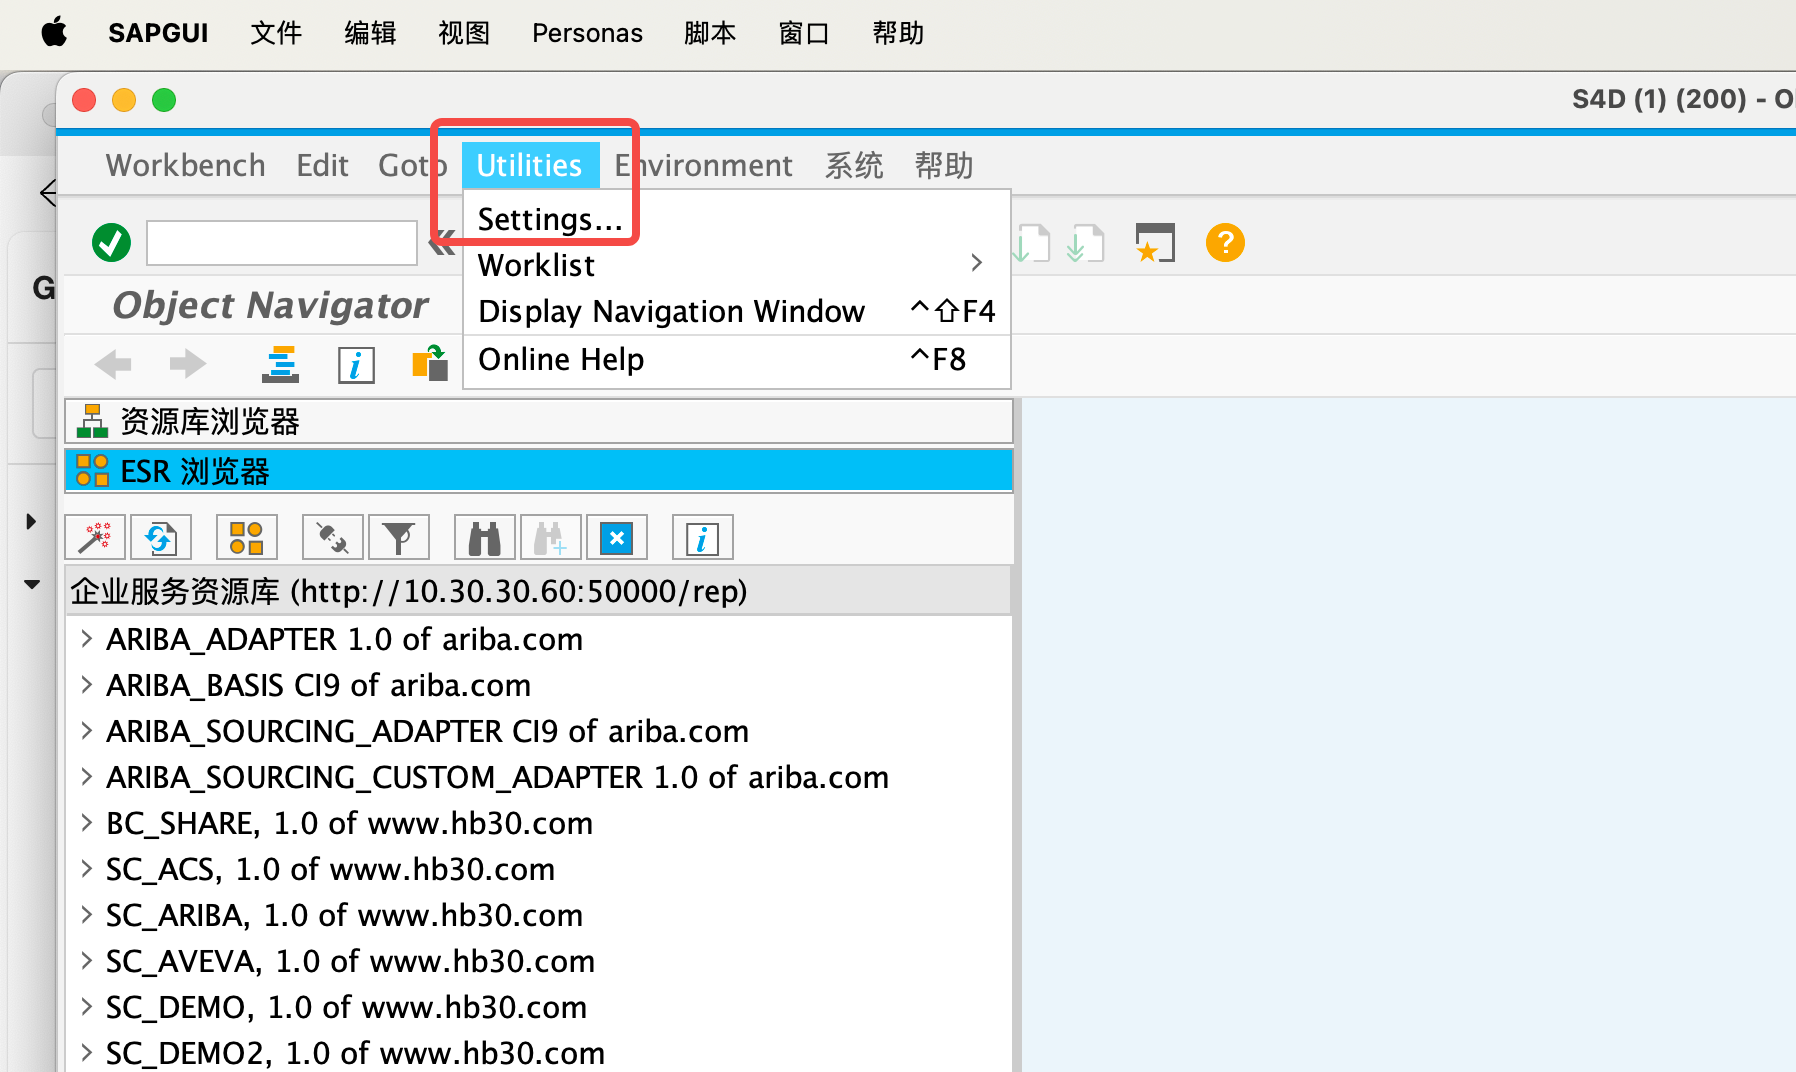 SAPGUI 文件 编辑 视图 Personas 脚本 窗口 帮助
S4D (1) (200) -
Workbench Edit Goto Utilities Environment 系统 帮助
Settings...
Worklist
Display Navigation Window ^⇧F4
Online Help ^F8
G
Object Navigator
资源库浏览器
ESR 浏览器
企业服务资源库 (http://10.30.30.60:50000/rep)
ARIBA_ADAPTER 1.0 of ariba.com
ARIBA_BASIS CI9 of ariba.com
ARIBA_SOURCING_ADAPTER CI9 of ariba.com
ARIBA_SOURCING_CUSTOM_ADAPTER 1.0 of ariba.com
BC_SHARE, 1.0 of www.hb30.com
SC_ACS, 1.0 of www.hb30.com
SC_ARIBA, 1.0 of www.hb30.com
SC_AVEVA, 1.0 of www.hb30.com
SC_DEMO, 1.0 of www.hb30.com
SC_DEMO2, 1.0 of www.hb30.com